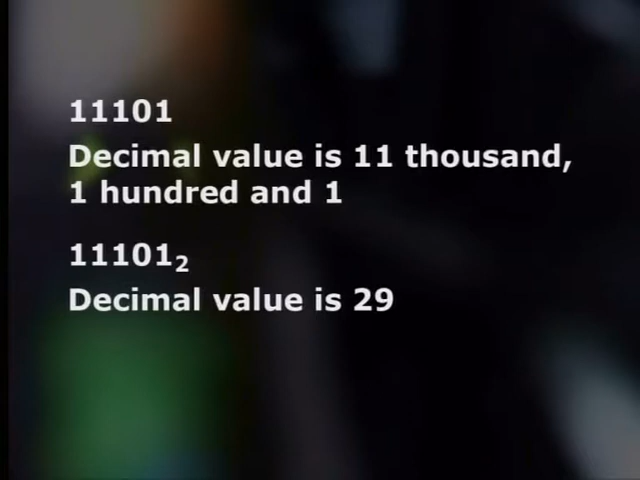 11101
Decimal value is 11 thousand,
1 hundred and 1
11101₂
Decimal value is 29